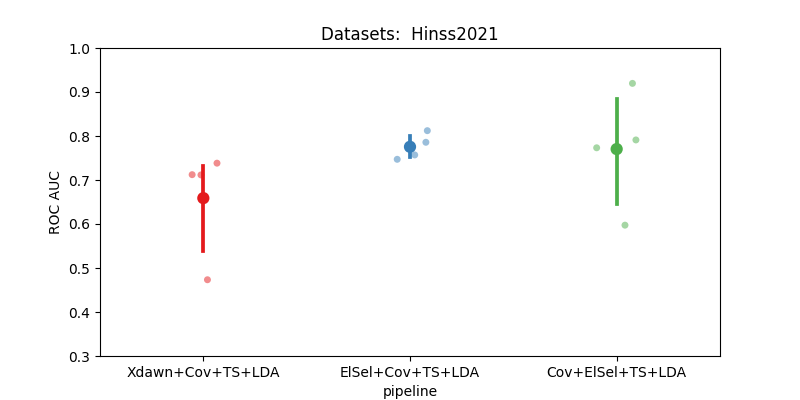 Datasets:  Hinss2021
1.0
0.9
0.8
0.7
0.6
0.5
0.4
0.3
ROC AUC
Xdawn+Cov+TS+LDA
ElSel+Cov+TS+LDA
Cov+ElSel+TS+LDA
pipeline